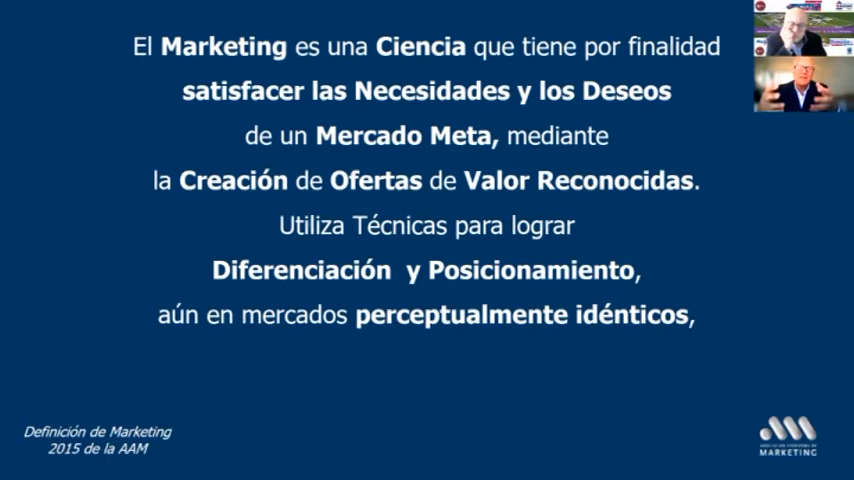 El Marketing es una Ciencia que tiene por finalidad
satisfacer las Necesidades y los Deseos
de un Mercado Meta, mediante
la Creación de Ofertas de Valor Reconocidas.
Utiliza Técnicas para lograr
Diferenciación y Posicionamiento,
aún en mercados perceptualmente idénticos,
Definición de Marketing
2015 de la AAM
MARKETING